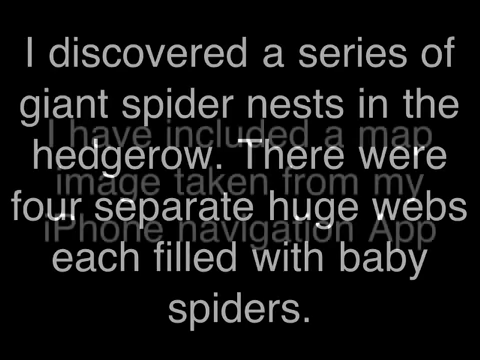 I discovered a series of
giant spider nests in the
I have included a map
hedgerow. There were
image taken from my
four separate huge webs
iPhone navigation App
each filled with baby
spiders.